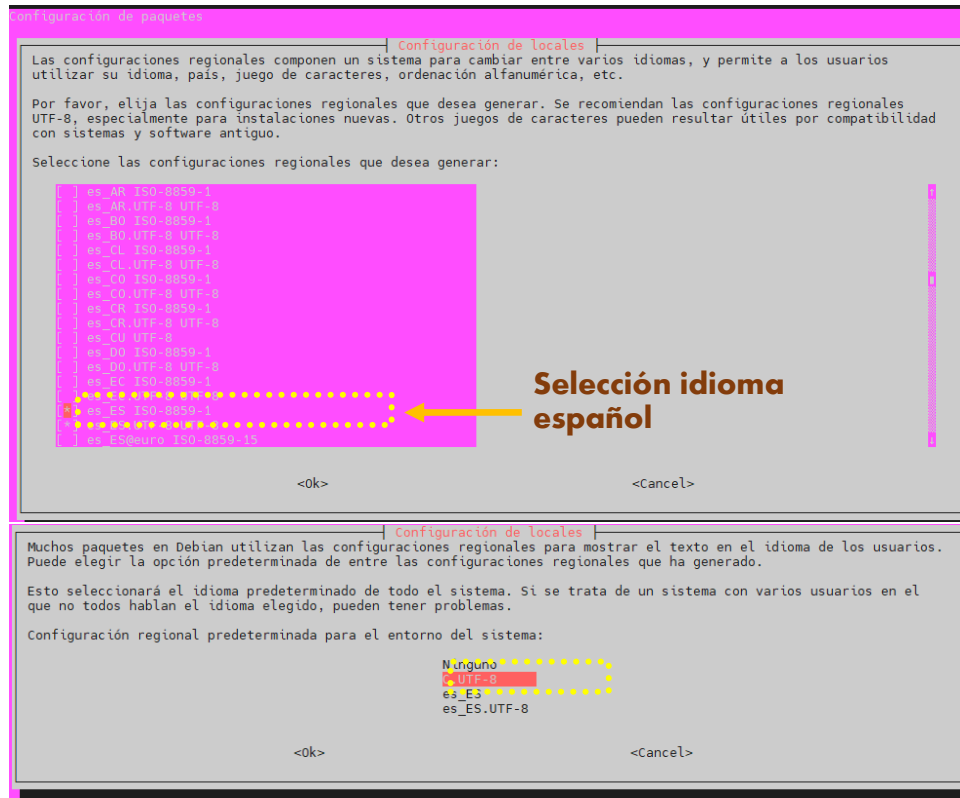 Configuración de paquetes
Configuración de locales
Las configuraciones regionales componen un sistema para cambiar entre varios idiomas, y permite a los usuarios
utilizar su idioma, país, juego de caracteres, ordenación alfanumérica, etc.
Por favor, elija las configuraciones regionales que desea generar. Se recomiendan las configuraciones regionales
UTF-8, especialmente para instalaciones nuevas. Otros juegos de caracteres pueden resultar útiles por compatibilidad
con sistemas y software antiguo.
Seleccione las configuraciones regionales que desea generar:
[ ] es_AR ISO-8859-1
[ ] es_AR.UTF-8 UTF-8
[ ] es_BO ISO-8859-1
[ ] es_BO.UTF-8 UTF-8
[ ] es_CL ISO-8859-1
[ ] es_CL.UTF-8 UTF-8
[ ] es_CO ISO-8859-1
[ ] es_CO.UTF-8 UTF-8
[ ] es_CR ISO-8859-1
[ ] es_CR.UTF-8 UTF-8
[ ] es_CU UTF-8
[ ] es_DO ISO-8859-1
[ ] es_DO.UTF-8 UTF-8
[ ] es_EC ISO-8859-1
[ ] es_EC.UTF-8 UTF-8
[*] es_ES ISO-8859-1
[*] es_ES.UTF-8 UTF-8
[ ] es_ES@euro ISO-8859-15
Selección idioma
español
<Ok> <Cancel>
Configuración de locales
Muchos paquetes en Debian utilizan las configuraciones regionales para mostrar el texto en el idioma de los usuarios.
Puede elegir la opción predeterminada de entre las configuraciones regionales que ha generado.
Esto seleccionará el idioma predeterminado de todo el sistema. Si se trata de un sistema con varios usuarios en el
que no todos hablan el idioma elegido, pueden tener problemas.
Configuración regional predeterminada para el entorno del sistema:
Ninguno
C.UTF-8
es_ES
es_ES.UTF-8
<Ok> <Cancel>